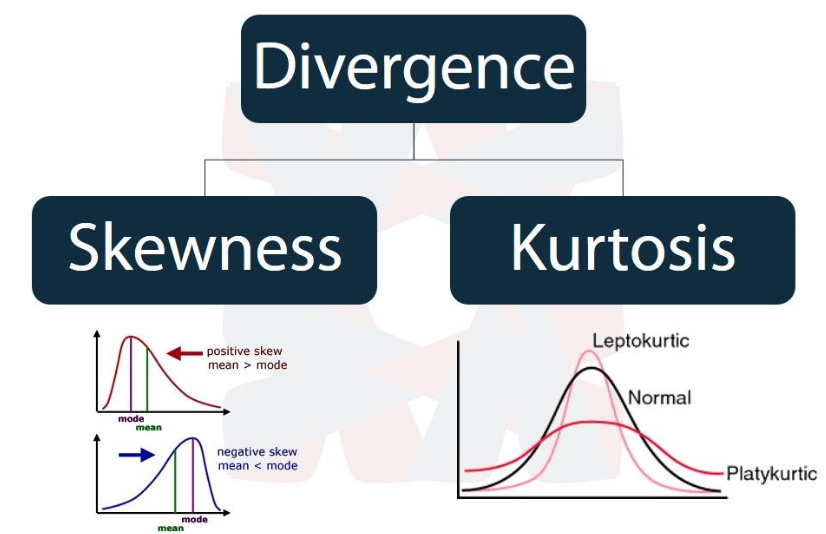 Divergence
Skewness
Kurtosis
positive skew
mean > mode
mode
mean
negative skew
mean < mode
mode
mean
Leptokurtic
Normal
Platykurtic